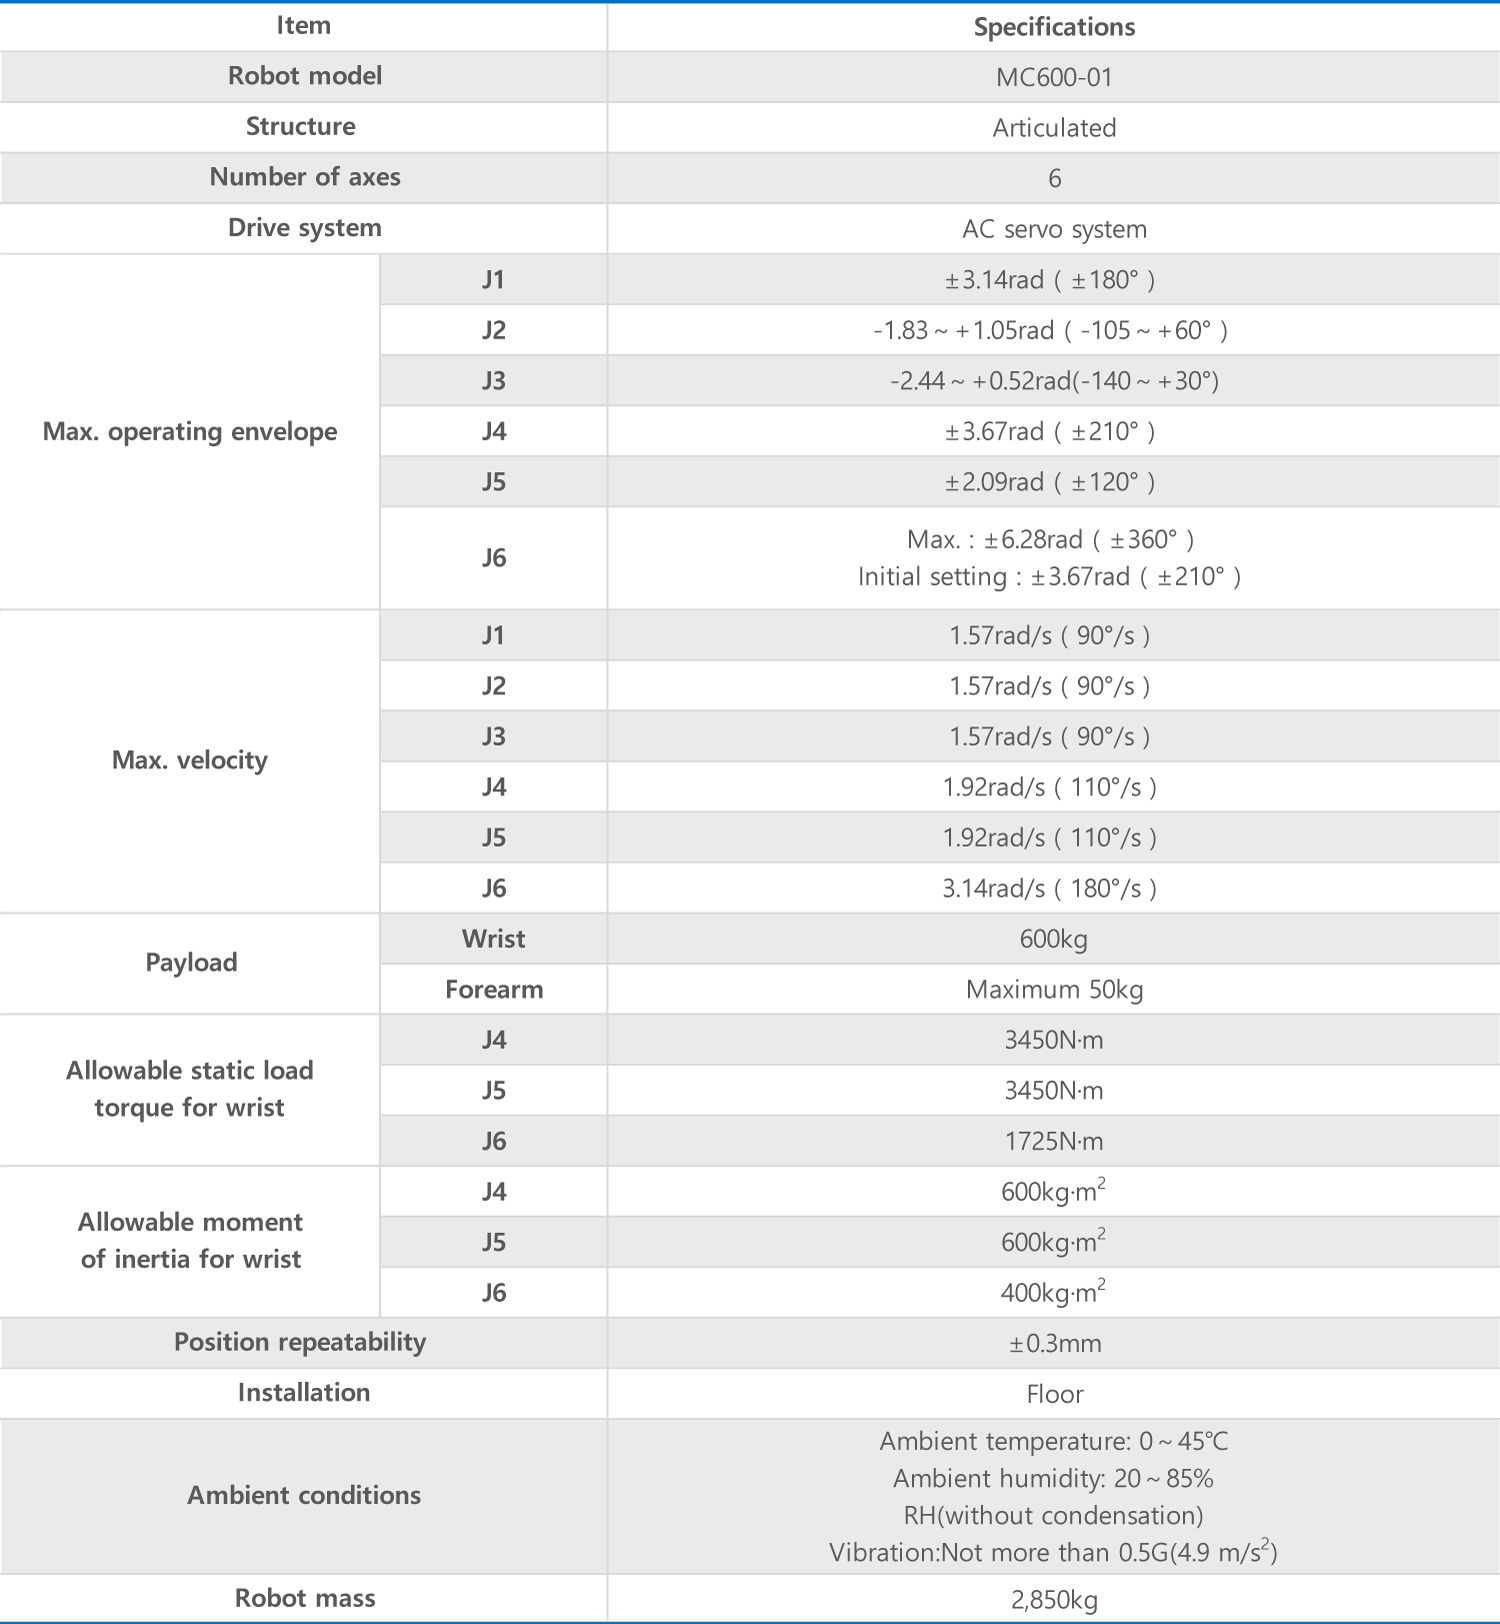 Item Specifications
Robot model MC600-01
Structure Articulated
Number of axes 6
Drive system AC servo system
Max. operating envelope
J1 ±3.14rad ( ±180° )
J2 -1.83 ~ +1.05rad ( -105 ~ +60° )
J3 -2.44 ~ +0.52rad(-140 ~ +30°)
J4 ±3.67rad ( ±210° )
J5 ±2.09rad ( ±120° )
J6
Max. : ±6.28rad ( ±360° )
Initial setting : ±3.67rad ( ±210° )
Max. velocity
J1 1.57rad/s ( 90°/s )
J2 1.57rad/s ( 90°/s )
J3 1.57rad/s ( 90°/s )
J4 1.92rad/s ( 110°/s )
J5 1.92rad/s ( 110°/s )
J6 3.14rad/s ( 180°/s )
Payload
Wrist 600kg
Forearm Maximum 50kg
Allowable static load
torque for wrist
J4 3450N·m
J5 3450N·m
J6 1725N·m
Allowable moment
of inertia for wrist
J4 600kg·m²
J5 600kg·m²
J6 400kg·m²
Position repeatability ±0.3mm
Installation Floor
Ambient conditions
Ambient temperature: 0 ~ 45℃
Ambient humidity: 20 ~ 85%
RH(without condensation)
Vibration:Not more than 0.5G(4.9 m/s²)
Robot mass 2,850kg